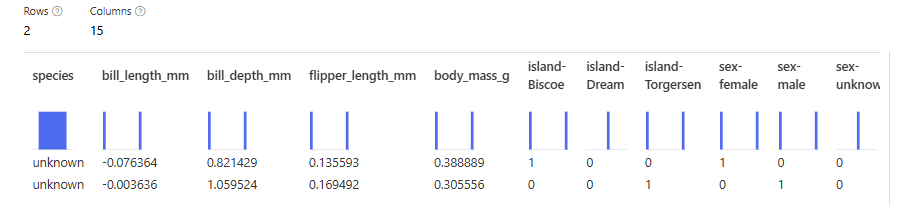 Rows Columns
2 15
species bill_length_mm bill_depth_mm flipper_length_mm body_mass_g island-Biscoe island-Dream island-Torgersen sex-female sex-male sex-unknow
unknown -0.076364 0.821429 0.135593 0.388889 1 0 0 1 0 0
unknown -0.003636 1.059524 0.169492 0.305556 0 0 1 0 1 0